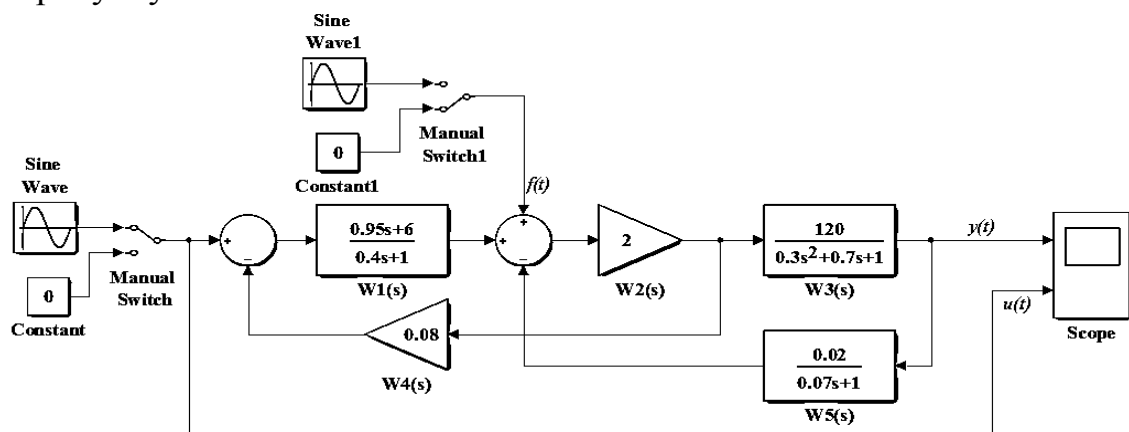 Sine
Wave1
0
Constant1
Manual
Switch1
f(t)
Sine
Wave
0
Constant
Manual
Switch
+
−
0.95s+6
0.4s+1
W1(s)
+
+
−
2
W2(s)
120
0.3s²+0.7s+1
W3(s)
y(t)
u(t)
Scope
0.08
W4(s)
0.02
0.07s+1
W5(s)